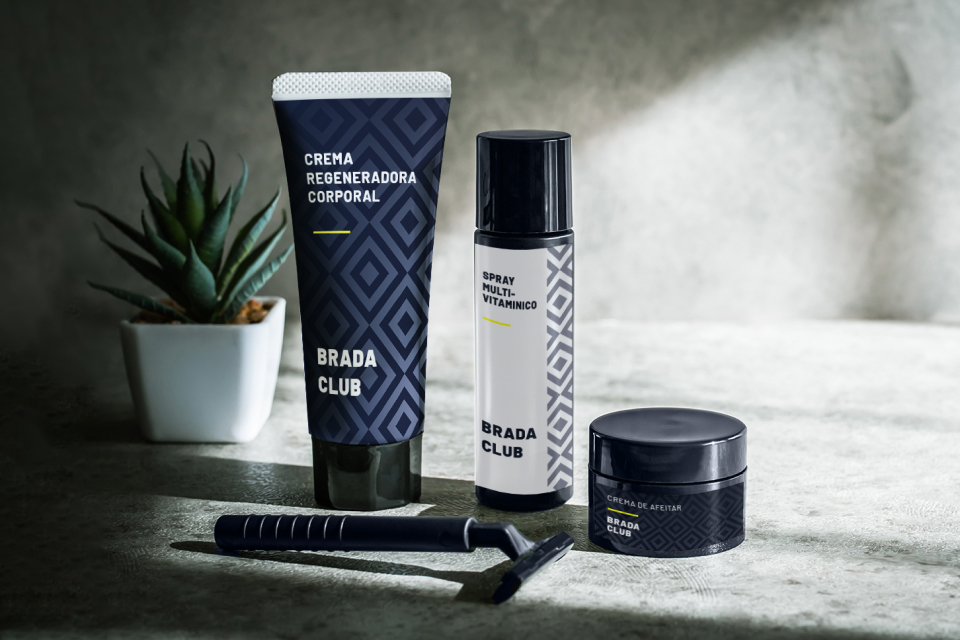 CREMA
REGENERADORA
CORPORAL
BRADA
CLUB
SPRAY
MULTI-
VITAMINICO
BRADA
CLUB
CREMA DE AFEITAR
BRADA
CLUB